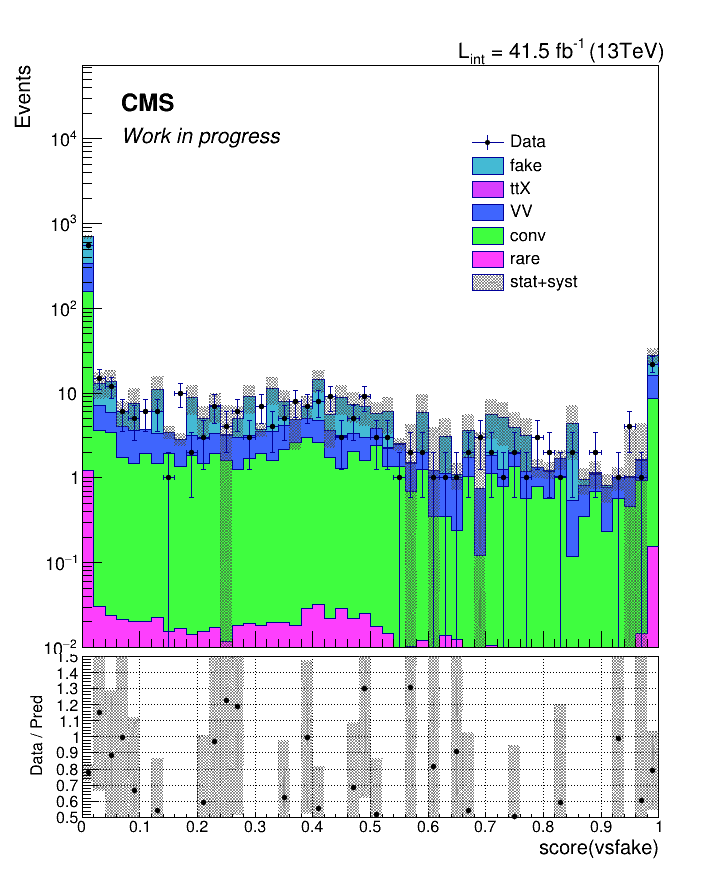 L_int = 41.5 fb^-1 (13TeV)
Events
CMS
Work in progress
Data
fake
ttX
VV
conv
rare
stat+syst
10^4
10^3
10^2
10
1
10^−1
10^−2
Data / Pred
1.5
1.4
1.3
1.2
1.1
1
0.9
0.8
0.7
0.6
0.5
0 0.1 0.2 0.3 0.4 0.5 0.6 0.7 0.8 0.9 1
score(vsfake)